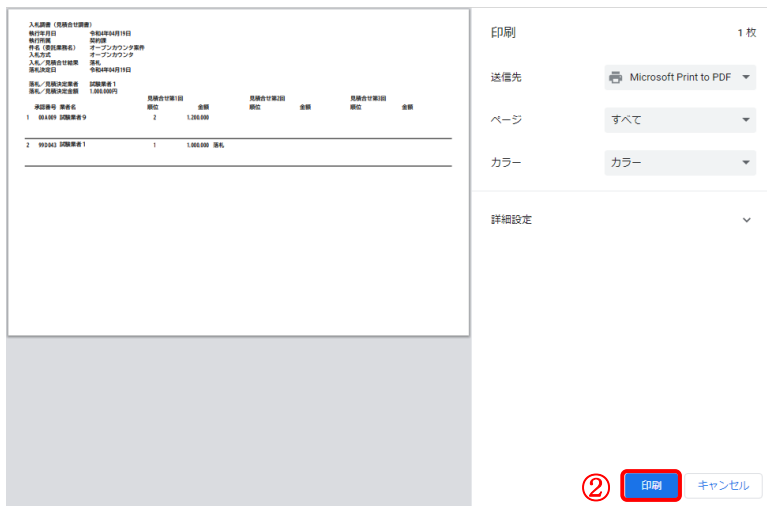 入札調書（見積合せ調書）
執行年月日 令和4年04月19日
執行所属 契約課
件名（委託業務名） オープンカウンタ案件
入札方式 オープンカウンタ
入札／見積合せ結果 落札
落札決定日 令和4年04月19日
落札／見積決定業者 試験業者1
落札／見積決定金額 1,000,000円
見積合せ第1回 見積合せ第2回 見積合せ第3回
承認番号 業者名 順位 金額 順位 金額 順位 金額
1 00A009 試験業者9 2 1,200,000
2 99D043 試験業者1 1 1,000,000 落札
印刷 1 枚
送信先 Microsoft Print to PDF
ページ すべて
カラー カラー
詳細設定
② 印刷 キャンセル